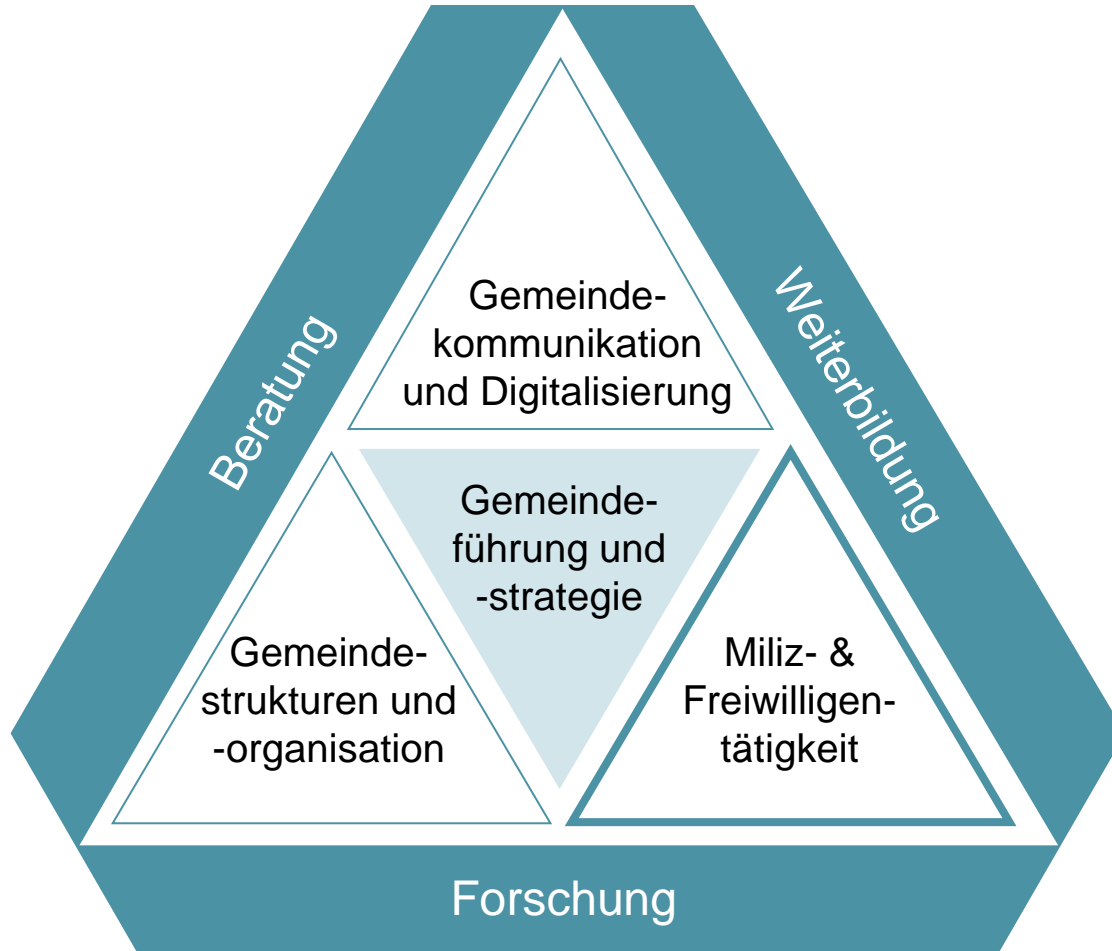 Gemeinde-
kommunikation
und Digitalisierung
Beratung
Weiterbildung
Gemeinde-
führung und
-strategie
Gemeinde-
strukturen und
-organisation
Miliz- &
Freiwilligen-
tätigkeit
Forschung